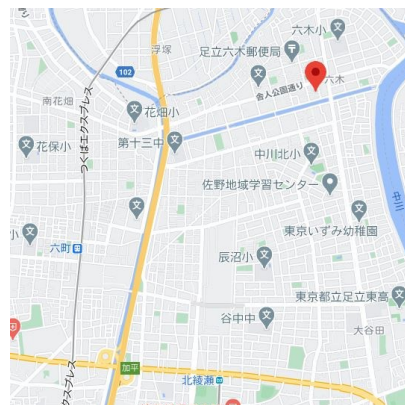 六木小
浮塚
足立六木郵便局
102
六木
舎人公園通り
南花畑
花畑小
第十三中
花保小
つくばエクスプレス
中川北小
佐野地域学習センター
中川
東京いずみ幼稚園
小
六町
辰沼小
東京都立足立東高
谷中中
大谷田
加平
北綾瀬
エクスプレス